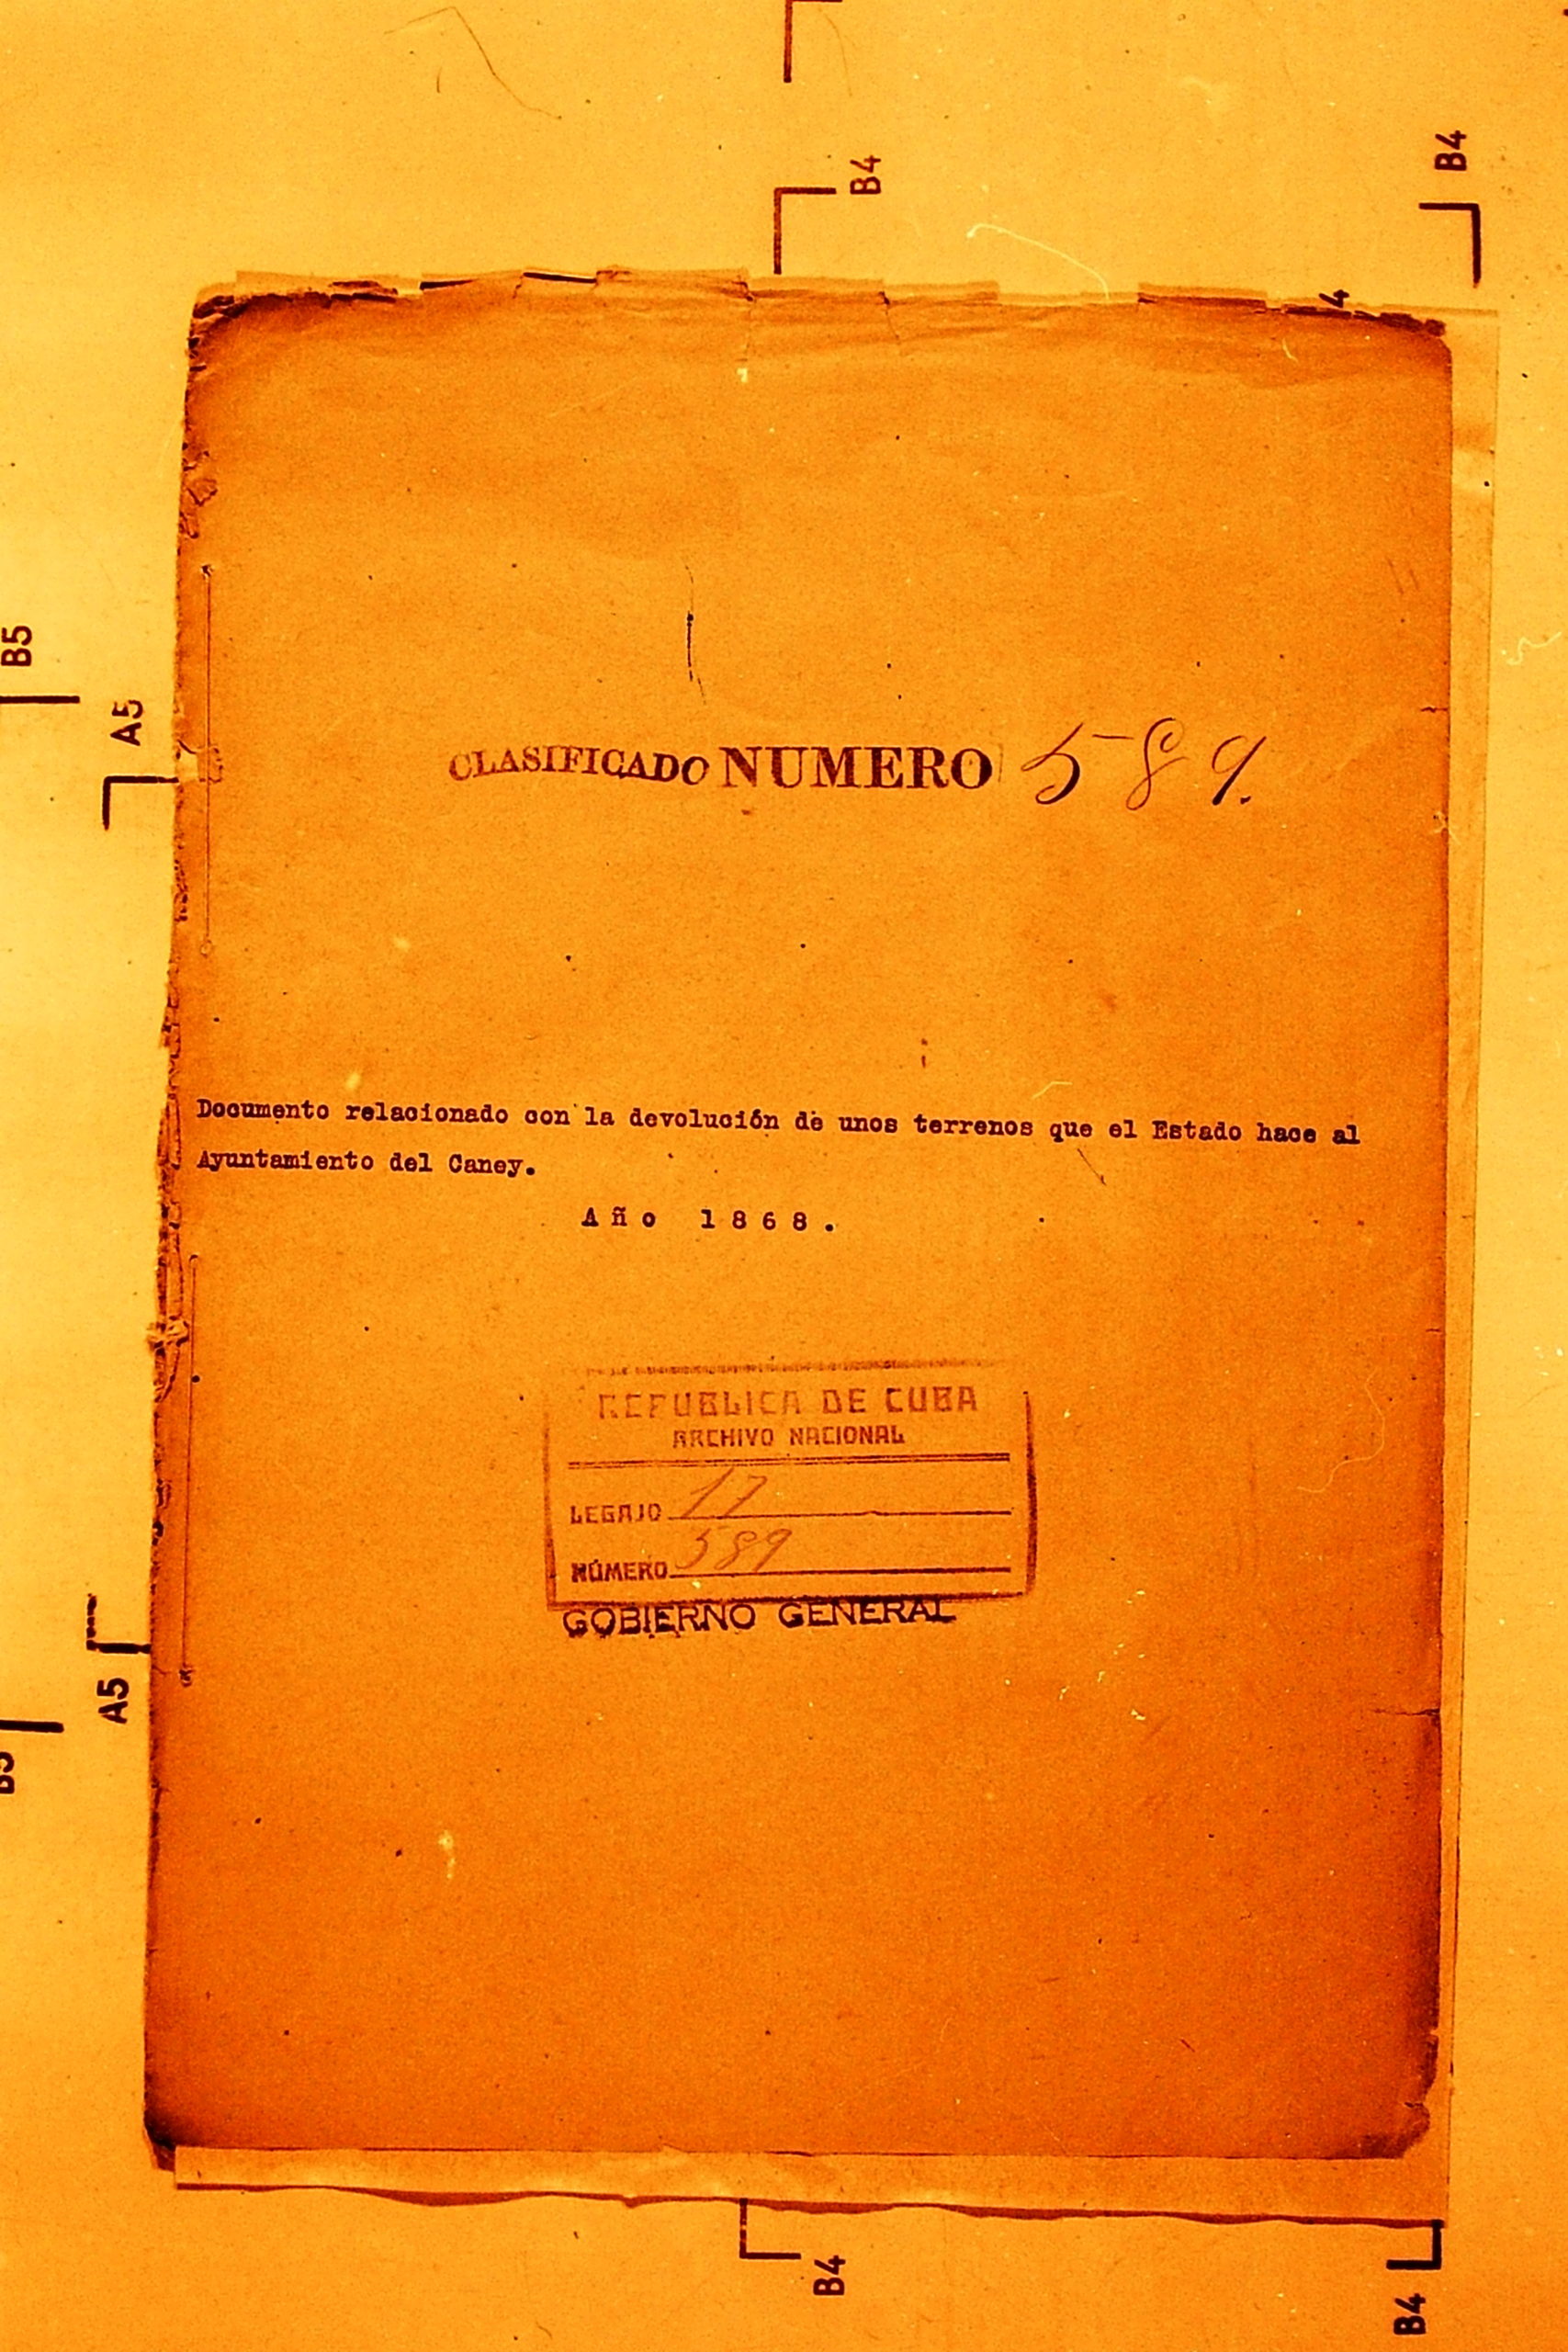 B4
B4
4
B5
A5
CLASIFICADO NUMERO 589.
Documento relacionado con la devolución de unos terrenos que el Estado hace al
Ayuntamiento del Caney.
Año 1868.
REPUBLICA DE CUBA
ARCHIVO NACIONAL
LEGAJO 17
NÚMERO 589
GOBIERNO GENERAL
A5
B5
B4
B4